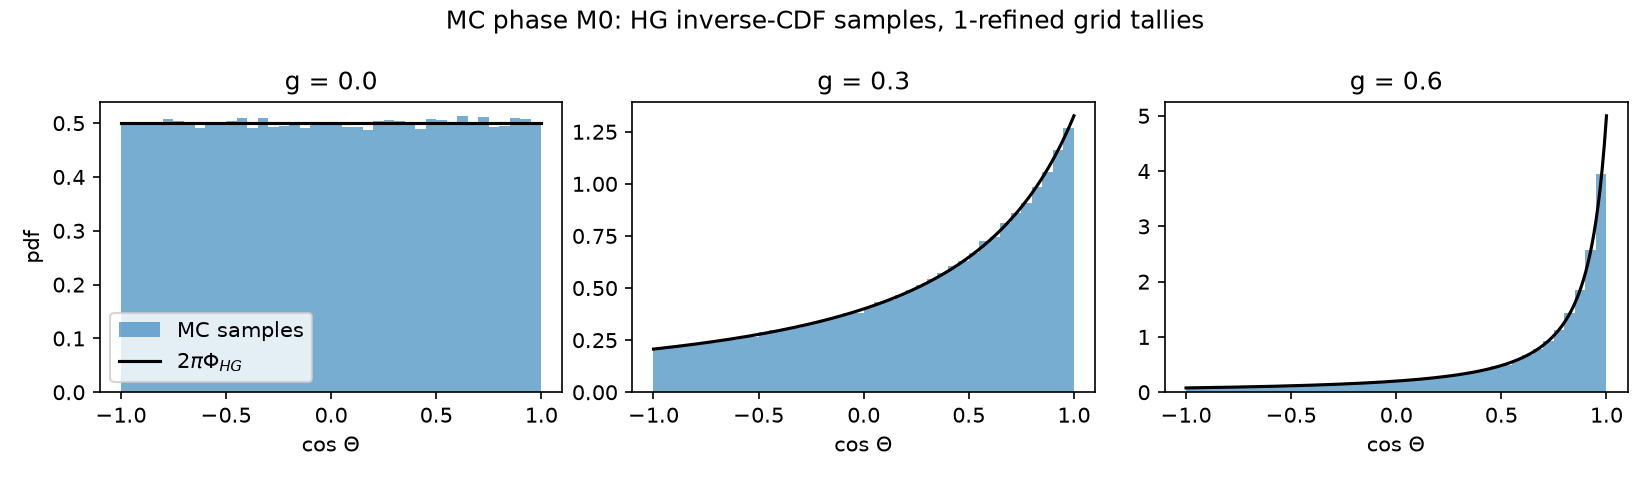 MC phase M0: HG inverse-CDF samples, 1-refined grid tallies
g = 0.0
pdf
0.5
0.4
0.3
0.2
0.1
0.0
MC samples
2πΦ_HG
−1.0 −0.5 0.0 0.5 1.0
cos Θ
g = 0.3
1.25
1.00
0.75
0.50
0.25
0.00
−1.0 −0.5 0.0 0.5 1.0
cos Θ
g = 0.6
5
4
3
2
1
0
−1.0 −0.5 0.0 0.5 1.0
cos Θ